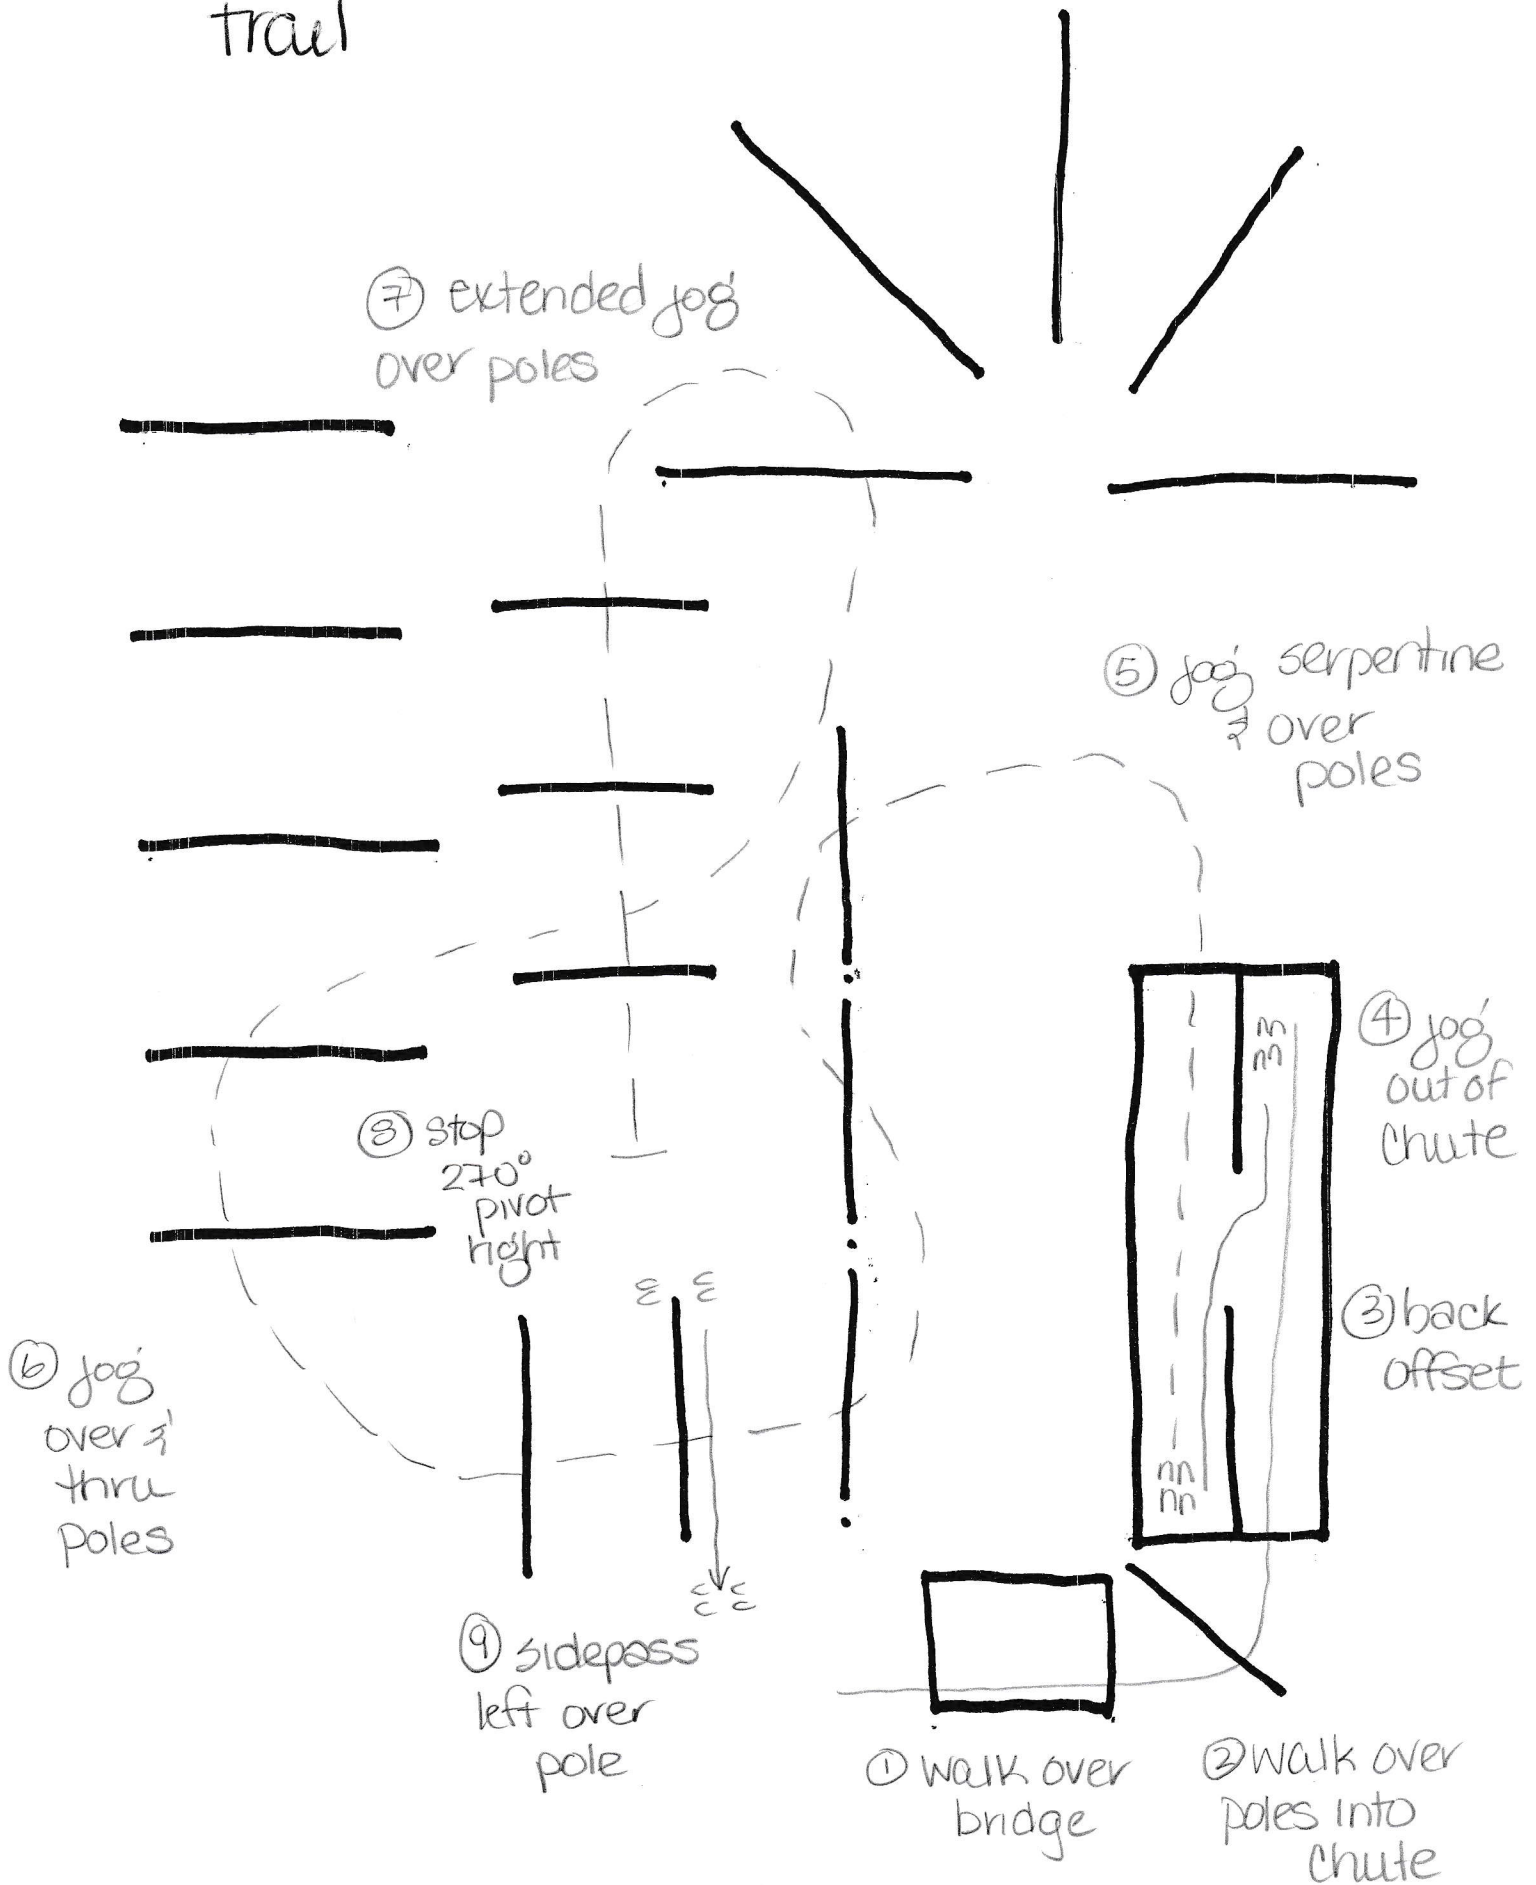 trail
⑦ extended jog
over poles
⑤ jog serpentine
& over
poles
④ jog
out of
chute
⑧ stop
270°
pivot
right
③ back
offset
⑥ jog
over &
thru
poles
⑨ sidepass
left over
pole
① walk over
bridge
② walk over
poles into
chute